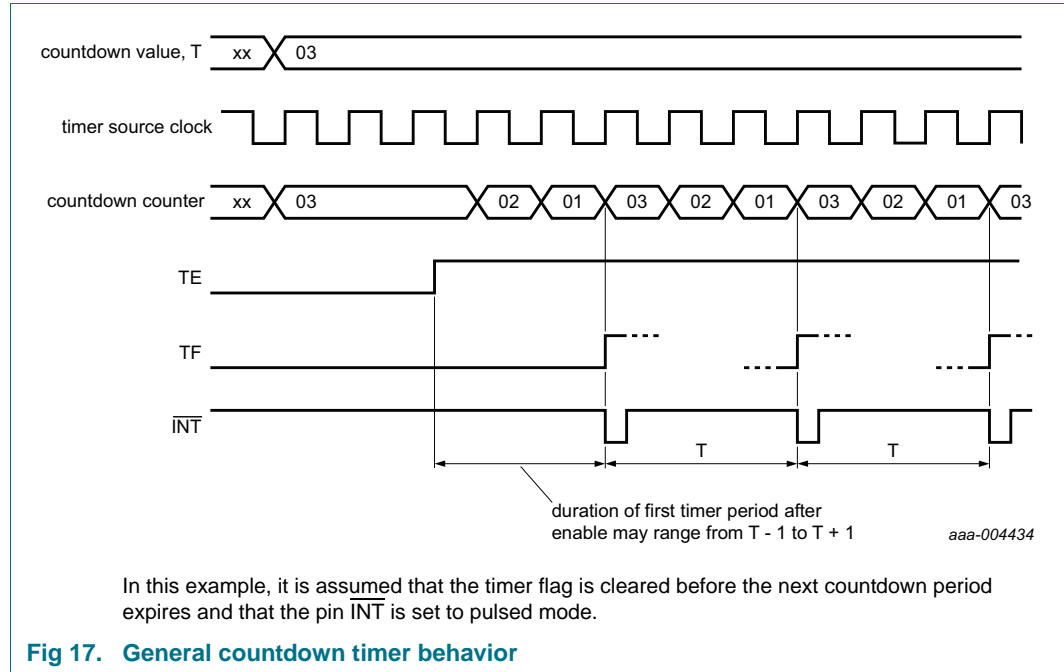 countdown value, T xx 03
timer source clock
countdown counter xx 03 02 01 03 02 01 03 02 01 03
TE
TF
INT
T T
duration of first timer period after
enable may range from T - 1 to T + 1
aaa-004434
In this example, it is assumed that the timer flag is cleared before the next countdown period
expires and that the pin INT is set to pulsed mode.
Fig 17. General countdown timer behavior